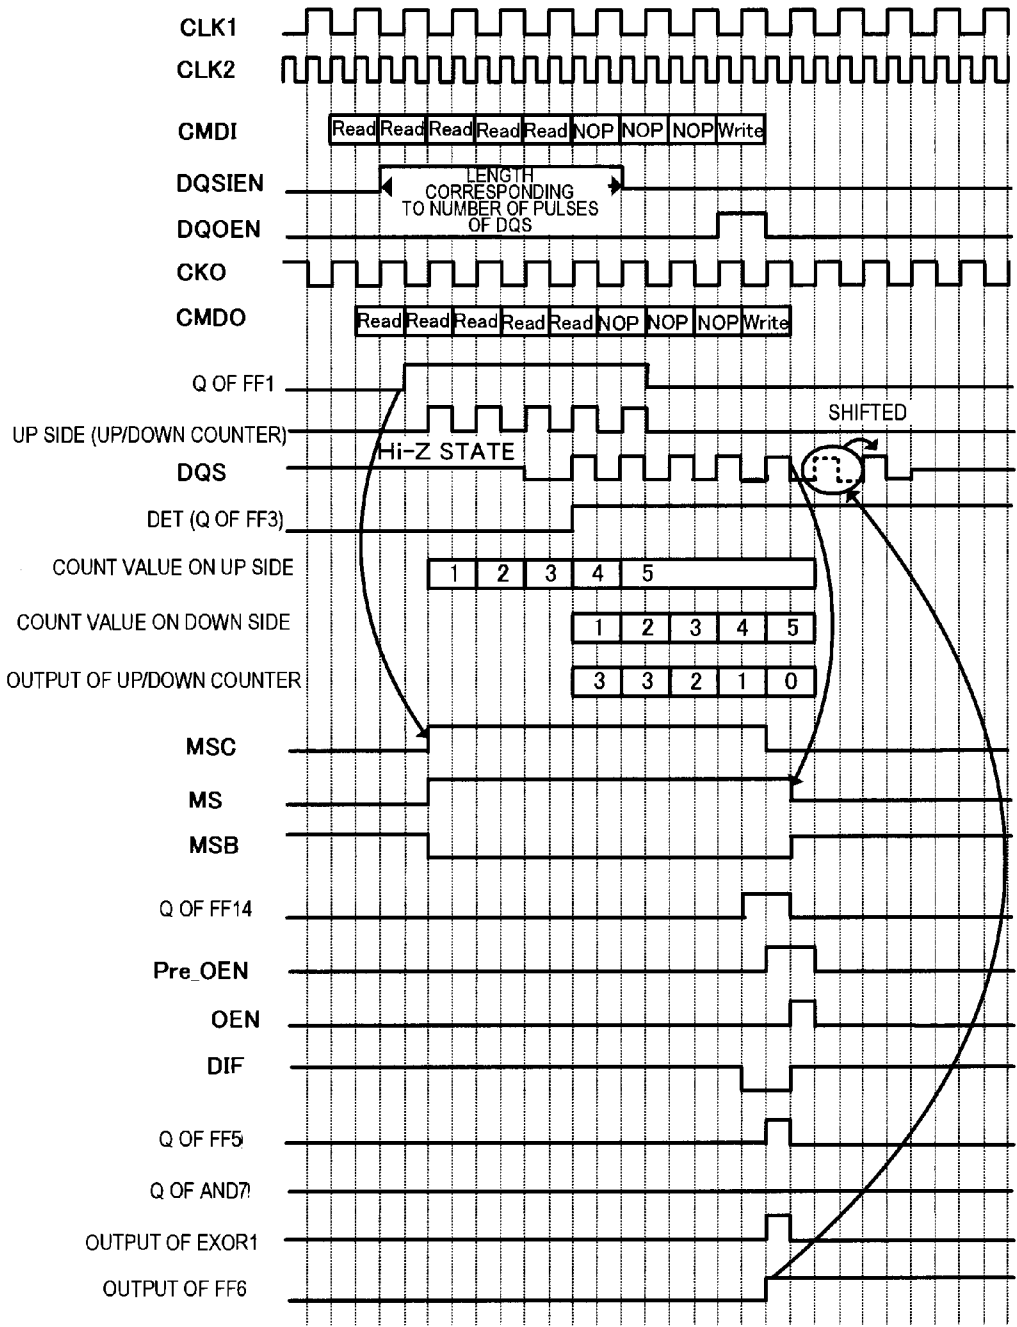 CLK1
CLK2
CMDI Read Read Read Read Read NOP NOP NOP Write
DQSIEN
LENGTH
CORRESPONDING
TO NUMBER OF PULSES
OF DQS
DQOEN
CKO
CMDO Read Read Read Read Read NOP NOP NOP Write
Q OF FF1
SHIFTED
UP SIDE (UP/DOWN COUNTER)
Hi-Z STATE
DQS
DET (Q OF FF3)
COUNT VALUE ON UP SIDE 1 2 3 4 5
COUNT VALUE ON DOWN SIDE 1 2 3 4 5
OUTPUT OF UP/DOWN COUNTER 3 3 2 1 0
MSC
MS
MSB
Q OF FF14
Pre_OEN
OEN
DIF
Q OF FF5
Q OF AND7
OUTPUT OF EXOR1
OUTPUT OF FF6